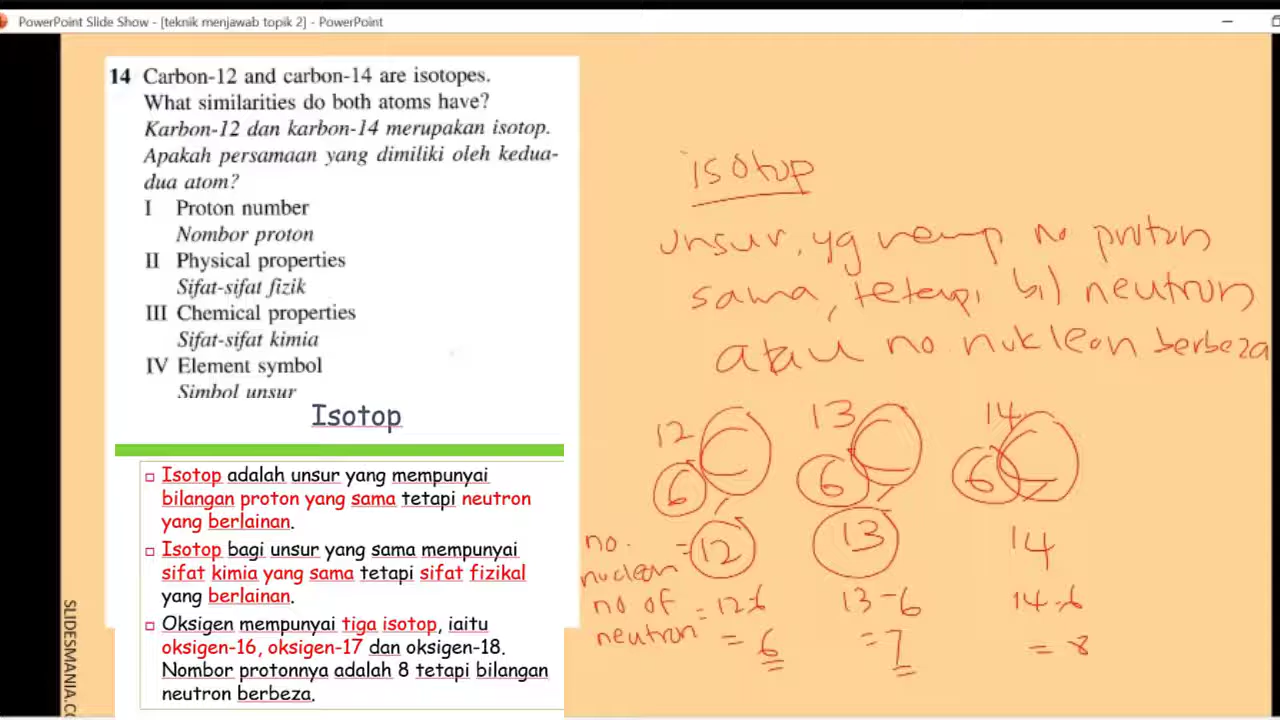 PowerPoint Slide Show - [teknik menjawab topik 2] - PowerPoint
14 Carbon-12 and carbon-14 are isotopes.
What similarities do both atoms have?
Karbon-12 dan karbon-14 merupakan isotop.
Apakah persamaan yang dimiliki oleh kedua-
dua atom?
I Proton number
Nombor proton
II Physical properties
Sifat-sifat fizik
III Chemical properties
Sifat-sifat kimia
IV Element symbol
Simbol unsur
Isotop
Isotop adalah unsur yang mempunyai
bilangan proton yang sama tetapi neutron
yang berlainan.
Isotop bagi unsur yang sama mempunyai
sifat kimia yang sama tetapi sifat fizikal
yang berlainan.
Oksigen mempunyai tiga isotop, iaitu
oksigen-16, oksigen-17 dan oksigen-18.
Nombor protonnya adalah 8 tetapi bilangan
neutron berbeza.
SLIDESMANIA.C
isotop
unsur yg memp no proton
sama, tetapi bil neutron
atau no nukleon berbeza
12 C 13 C 14 C
6 6 6
no. nucleon = 12 13 14
no of neutron = 12-6 13-6 14-6
= 6 = 7 = 8